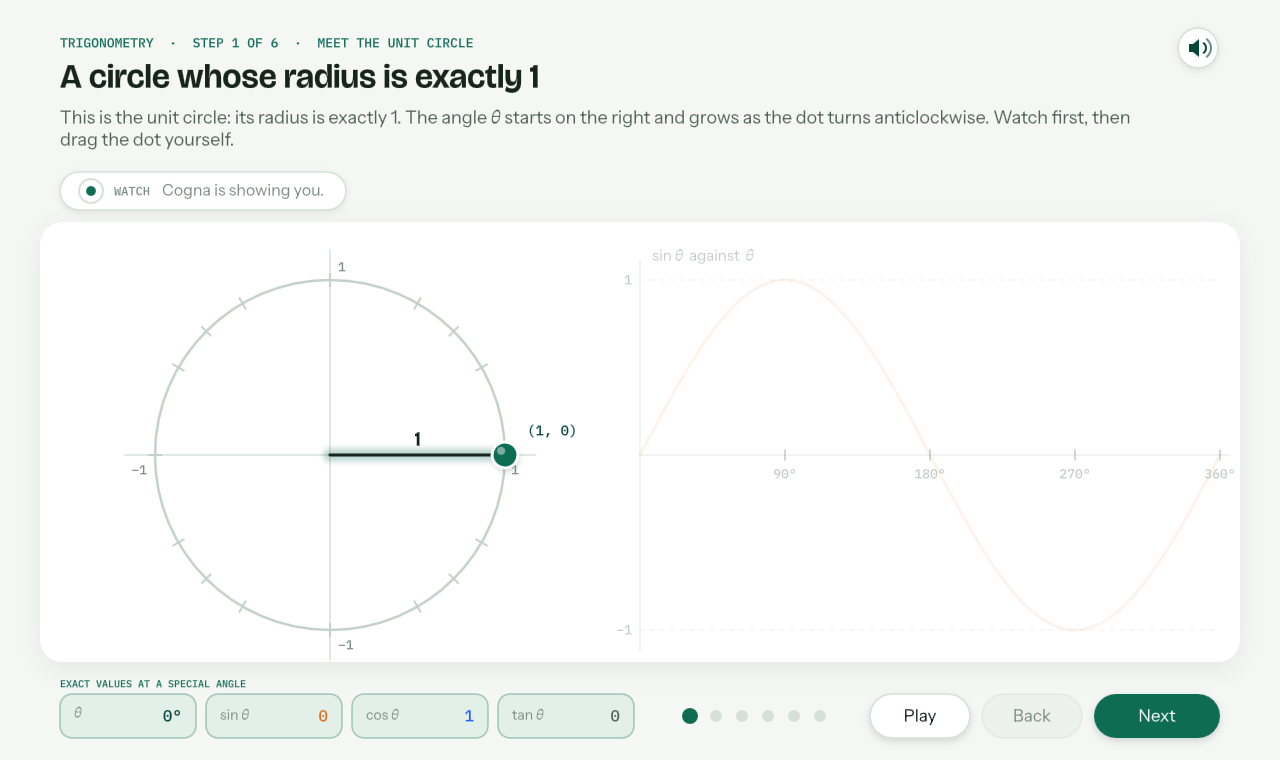 TRIGONOMETRY · STEP 1 OF 6 · MEET THE UNIT CIRCLE
A circle whose radius is exactly 1
This is the unit circle: its radius is exactly 1. The angle θ starts on the right and grows as the dot turns anticlockwise. Watch first, then
drag the dot yourself.
WATCH Cogna is showing you.
1
1
(1, 0)
−1
1
−1
sin θ against θ
1
90°
180°
270°
360°
−1
EXACT VALUES AT A SPECIAL ANGLE
θ 0°
sin θ 0
cos θ 1
tan θ 0
Play
Back
Next